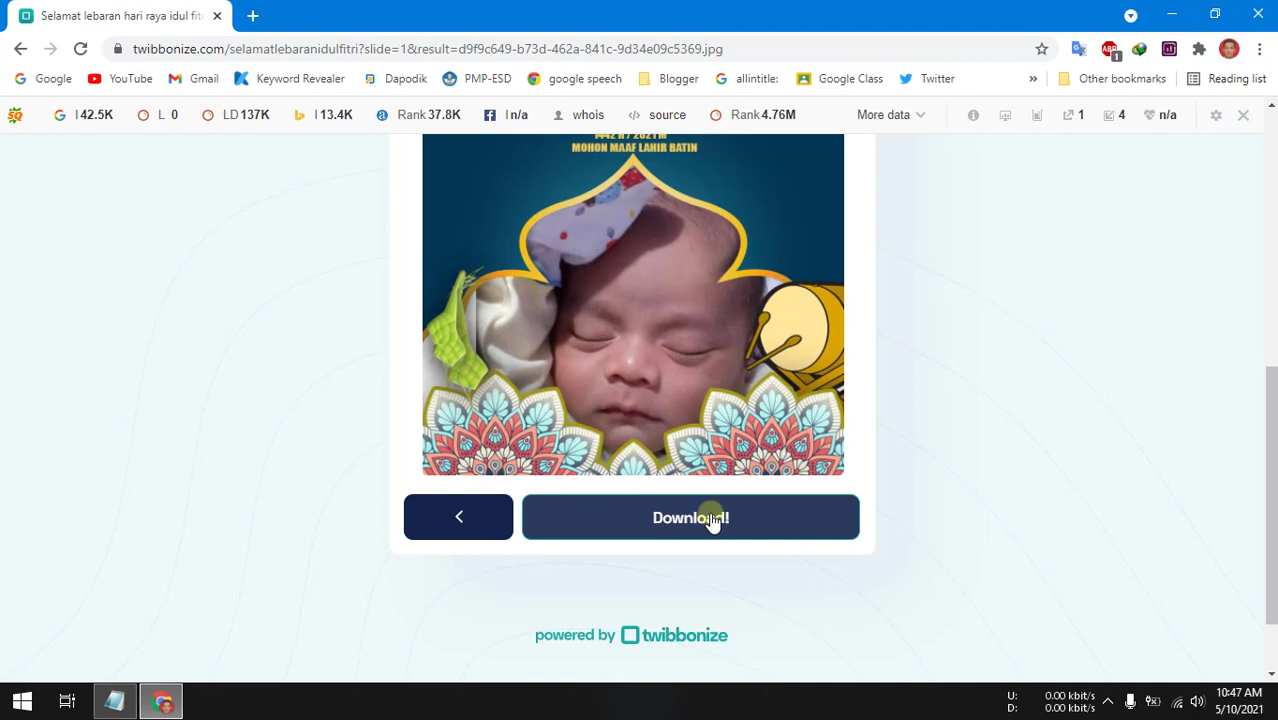 Selamat lebaran hari raya idul fitr
twibbonize.com/selamatlebaranidulfitri?slide=1&result=d9f9c649-b73d-462a-841c-9d34e09c5369.jpg
Google YouTube Gmail Keyword Revealer Dapodik PMP-ESD google speech Blogger allintitle: Google Class Twitter » Other bookmarks Reading list
I 42.5K L 0 LD 137K I 13.4K Rank 37.8K I n/a whois source Rank 4.76M More data 1 4 n/a
1442 H / 2021 M
MOHON MAAF LAHIR BATIN
Download!
powered by twibbonize
U: 0.00 kbit/s
D: 0.00 kbit/s
10:47 AM
5/10/2021